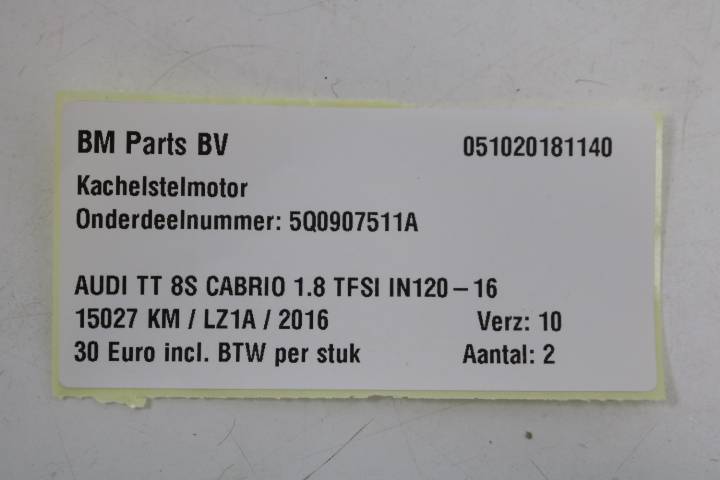 BM Parts BV 051020181140
Kachelstelmotor
Onderdeelnummer: 5Q0907511A
AUDI TT 8S CABRIO 1.8 TFSI IN120-16
15027 KM / LZ1A / 2016 Verz: 10
30 Euro incl. BTW per stuk Aantal: 2